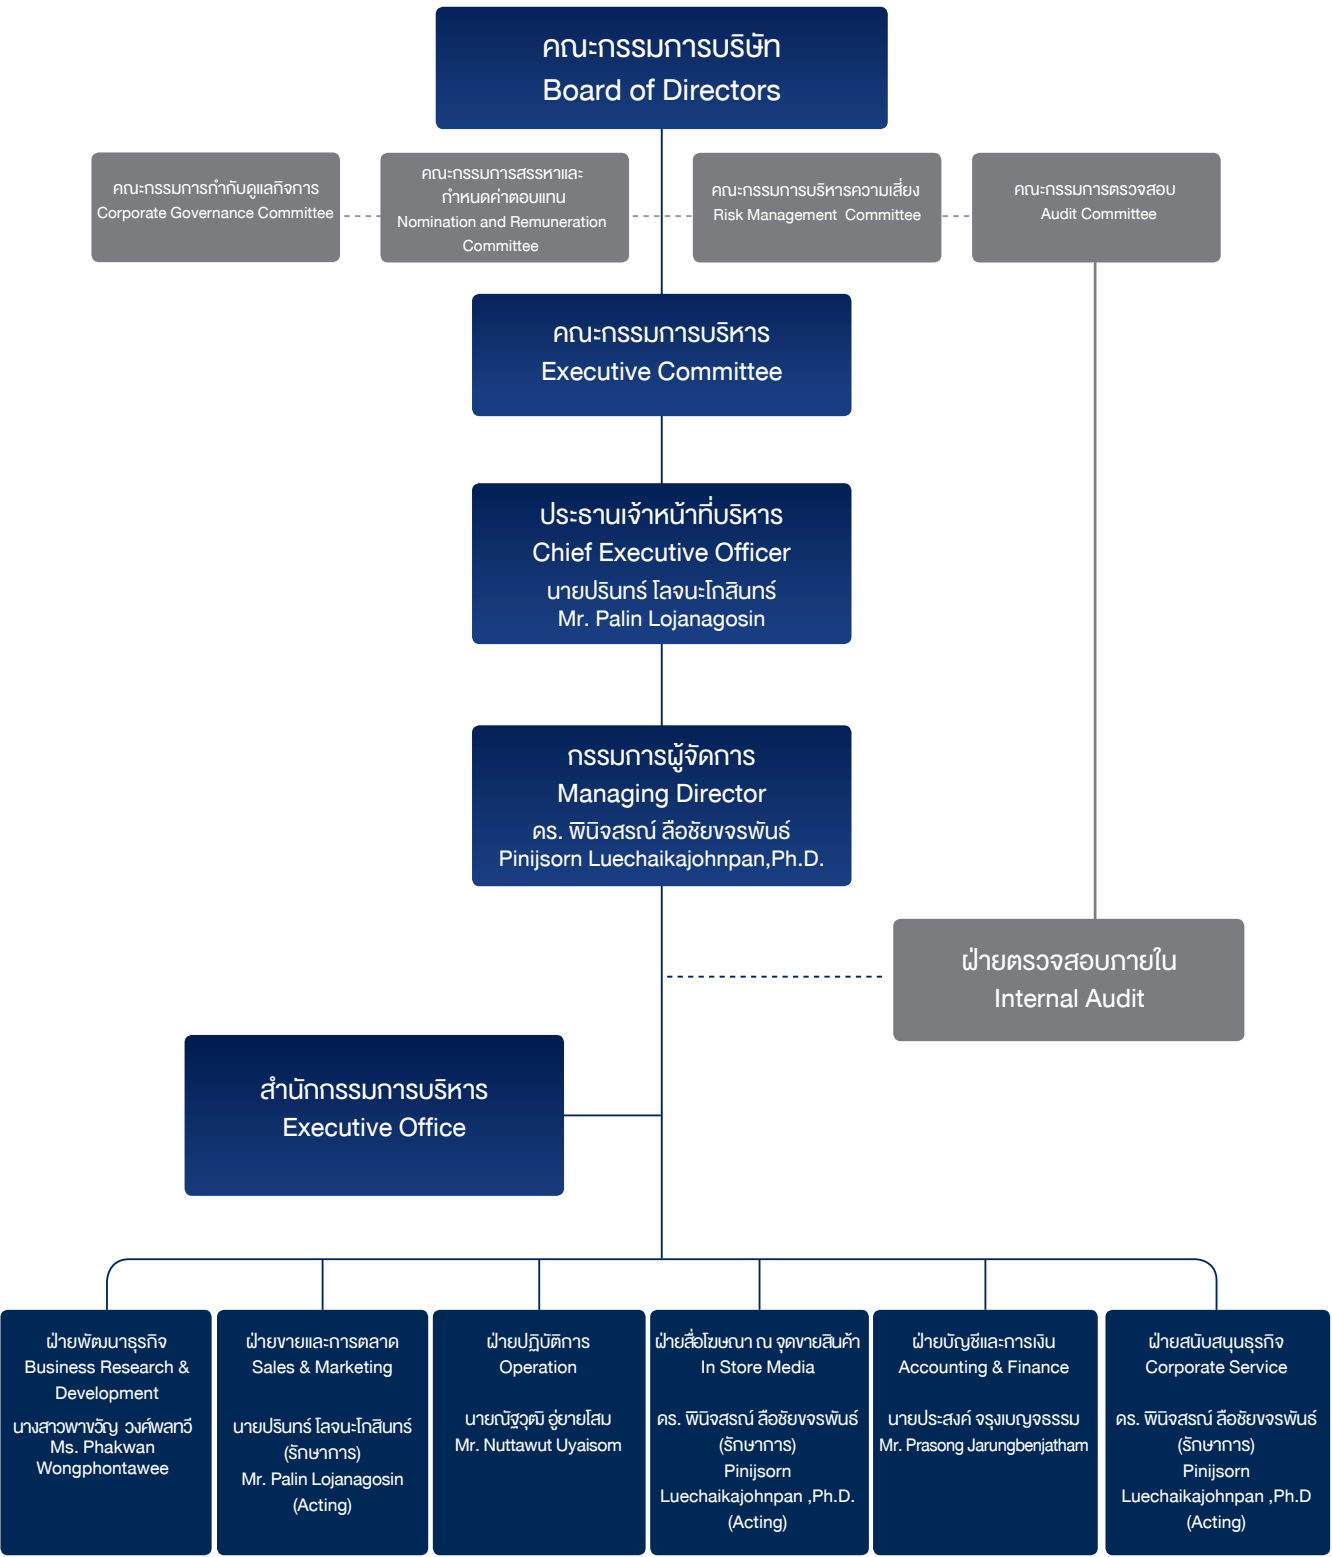 คณะกรรมการบริษัท
Board of Directors
คณะกรรมการกำกับดูแลกิจการ
Corporate Governance Committee
คณะกรรมการสรรหาและ
กำหนดค่าตอบแทน
Nomination and Remuneration
Committee
คณะกรรมการบริหารความเสี่ยง
Risk Management Committee
คณะกรรมการตรวจสอบ
Audit Committee
คณะกรรมการบริหาร
Executive Committee
ประธานเจ้าหน้าที่บริหาร
Chief Executive Officer
นายปรินทร์ โลจนะโกสินทร์
Mr. Palin Lojanagosin
กรรมการผู้จัดการ
Managing Director
ดร. พินิจสรณ์ ลือชัยขจรพันธ์
Pinijsorn Luechaikajohnpan,Ph.D.
ฝ่ายตรวจสอบภายใน
Internal Audit
สำนักกรรมการบริหาร
Executive Office
ฝ่ายพัฒนาธุรกิจ
Business Research &
Development
นางสาวพาขวัญ วงศ์พลทวี
Ms. Phakwan
Wongphontawee
ฝ่ายขายและการตลาด
Sales & Marketing
นายปรินทร์ โลจนะโกสินทร์
(รักษาการ)
Mr. Palin Lojanagosin
(Acting)
ฝ่ายปฏิบัติการ
Operation
นายณัฐวุฒิ อู่ยายโสม
Mr. Nuttawut Uyaisom
ฝ่ายสื่อโฆษณา ณ จุดขายสินค้า
In Store Media
ดร. พินิจสรณ์ ลือชัยขจรพันธ์
(รักษาการ)
Pinijsorn
Luechaikajohnpan ,Ph.D.
(Acting)
ฝ่ายบัญชีและการเงิน
Accounting & Finance
นายประสงค์ จรุงเบญจธรรม
Mr. Prasong Jarungbenjatham
ฝ่ายสนับสนุนธุรกิจ
Corporate Service
ดร. พินิจสรณ์ ลือชัยขจรพันธ์
(รักษาการ)
Pinijsorn
Luechaikajohnpan ,Ph.D
(Acting)